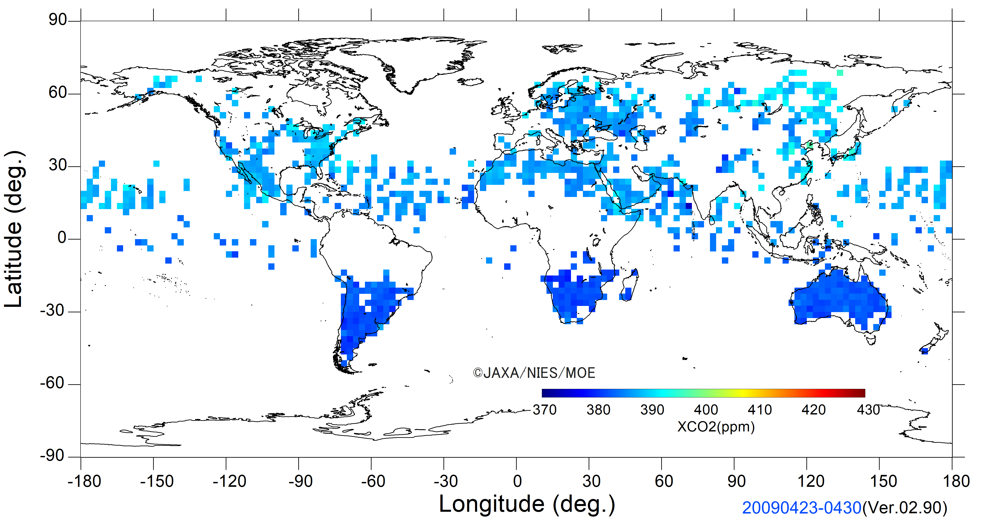 90
60
30
0
-30
-60
-90
Latitude (deg.)
©JAXA/NIES/MOE
370 380 390 400 410 420 430
XCO2(ppm)
-180 -150 -120 -90 -60 -30 0 30 60 90 120 150 180
Longitude (deg.)
20090423-0430(Ver.02.90)